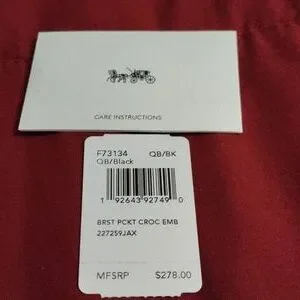 CARE INSTRUCTIONS
F73134 QB/BK
QB/Black
1 92643 92749 0
BRST PCKT CROC EMB
227259JAX
MFSRP $278.00